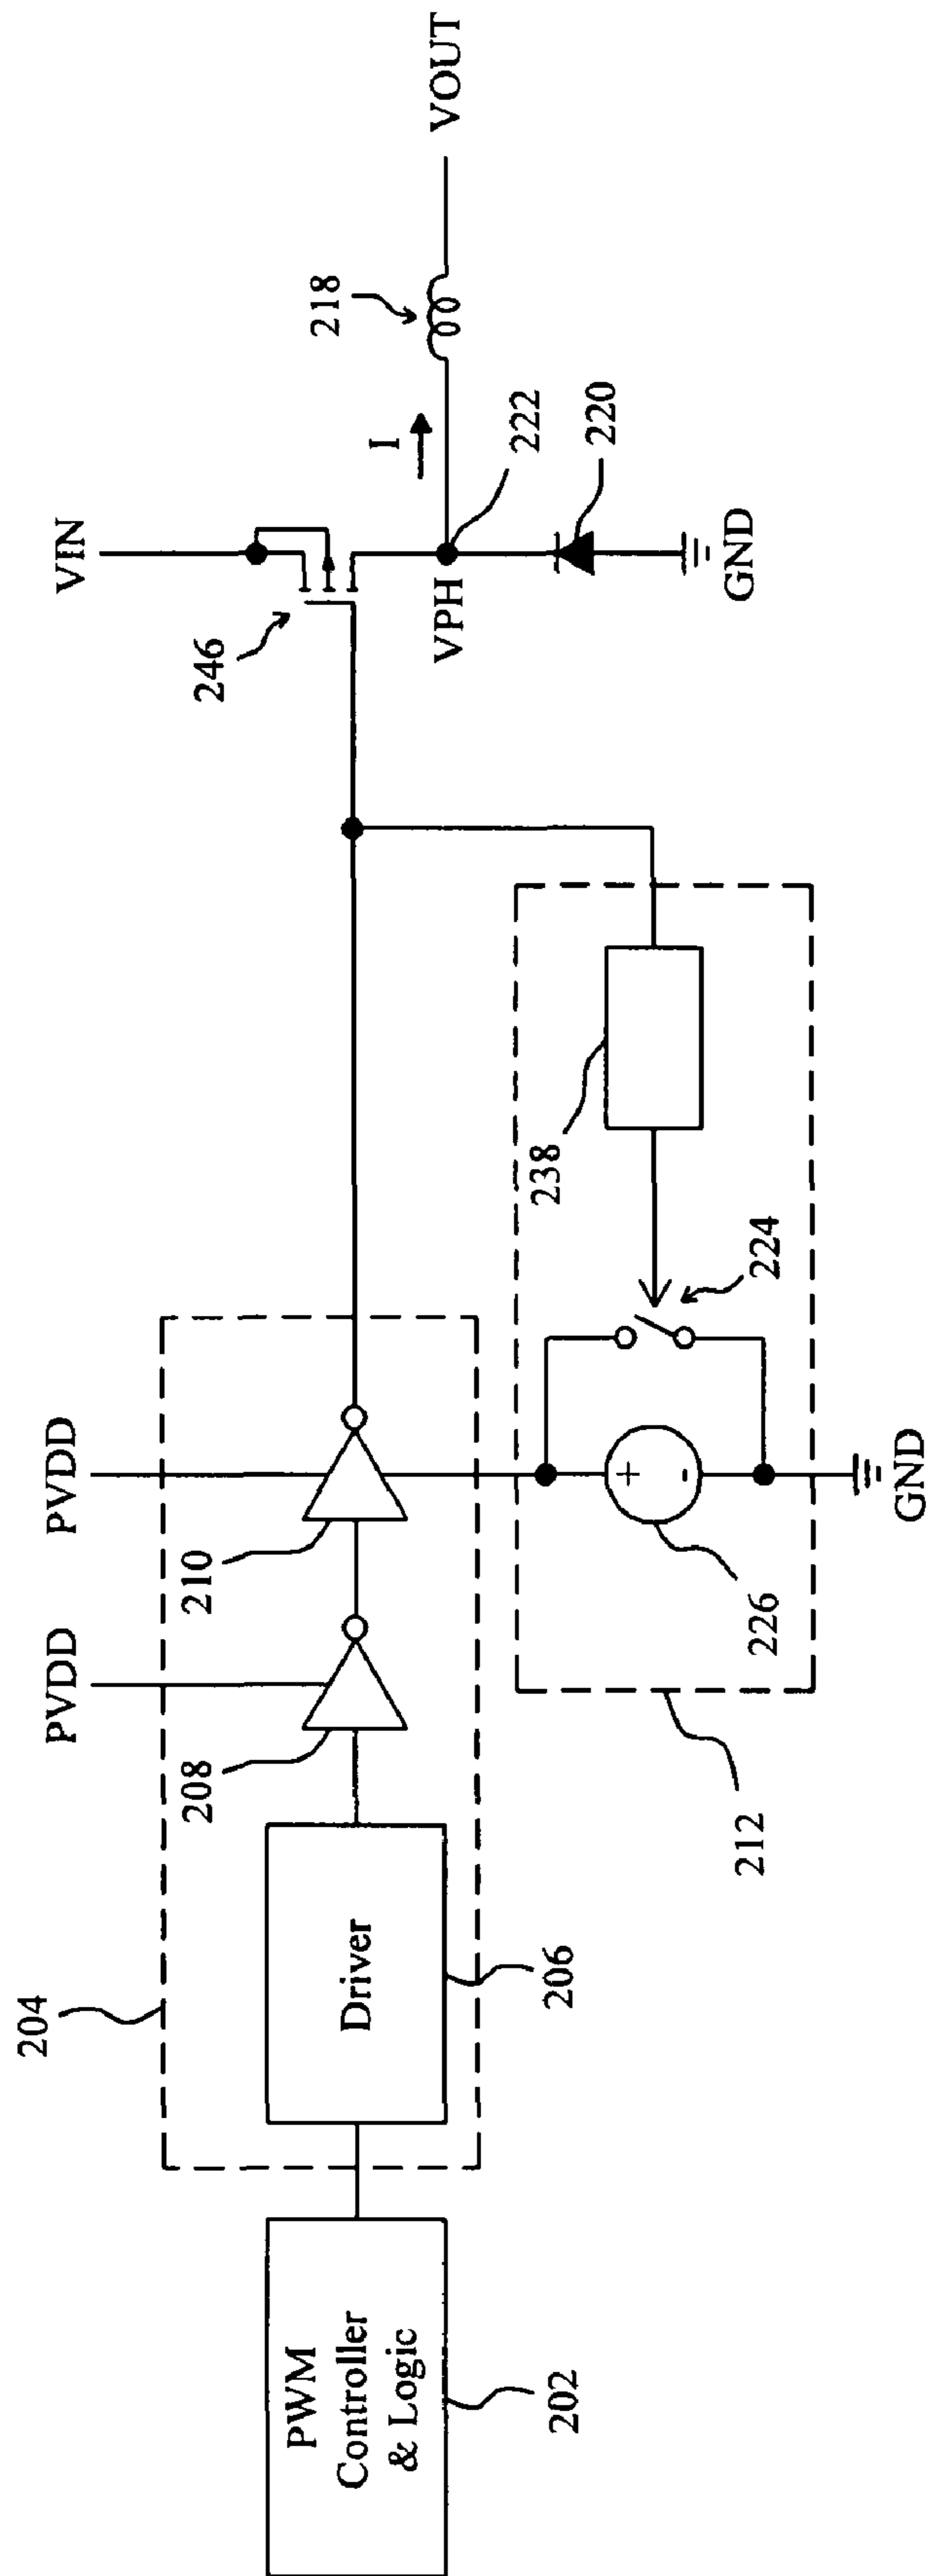 PWM
Controller
& Logic
202
204
Driver
206
208
PVDD
210
PVDD
212
226
GND
224
238
246
VIN
VPH
I
222
220
GND
218
VOUT